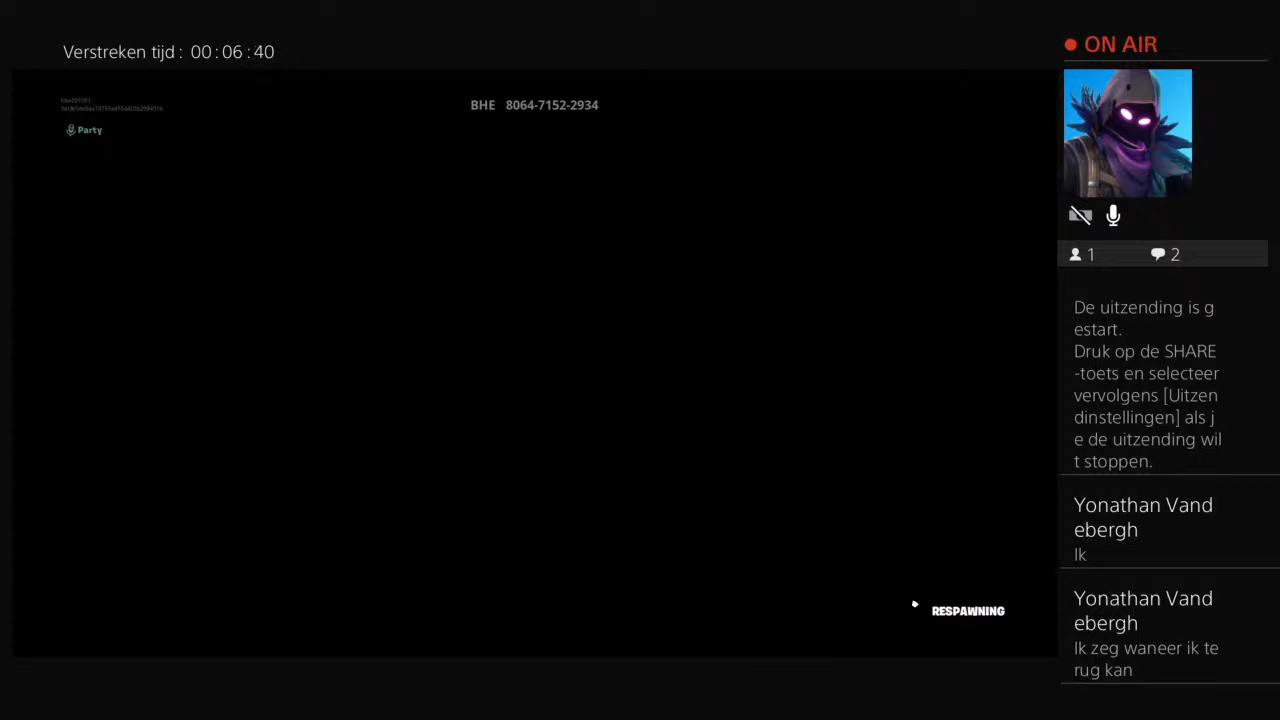 Verstreken tijd : 00 : 06 : 40
ON AIR
BHE 8064-7152-2934
Party
1 2
De uitzending is g
estart.
Druk op de SHARE
-toets en selecteer
vervolgens [Uitzen
dinstellingen] als j
e de uitzending wil
t stoppen.
Yonathan Vand
ebergh
Ik
Yonathan Vand
ebergh
Ik zeg waneer ik te
rug kan
RESPAWNING